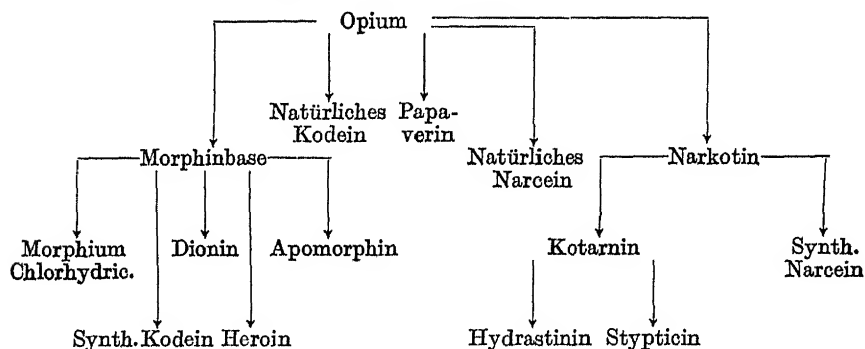 Opium
Natürliches Papa-
Kodein verin
Morphinbase Natürliches Narkotin
Narcein
Morphium Dionin Apomorphin Kotarnin Synth.
Chlorhydric. Narcein
Synth. Kodein Heroin Hydrastinin Stypticin